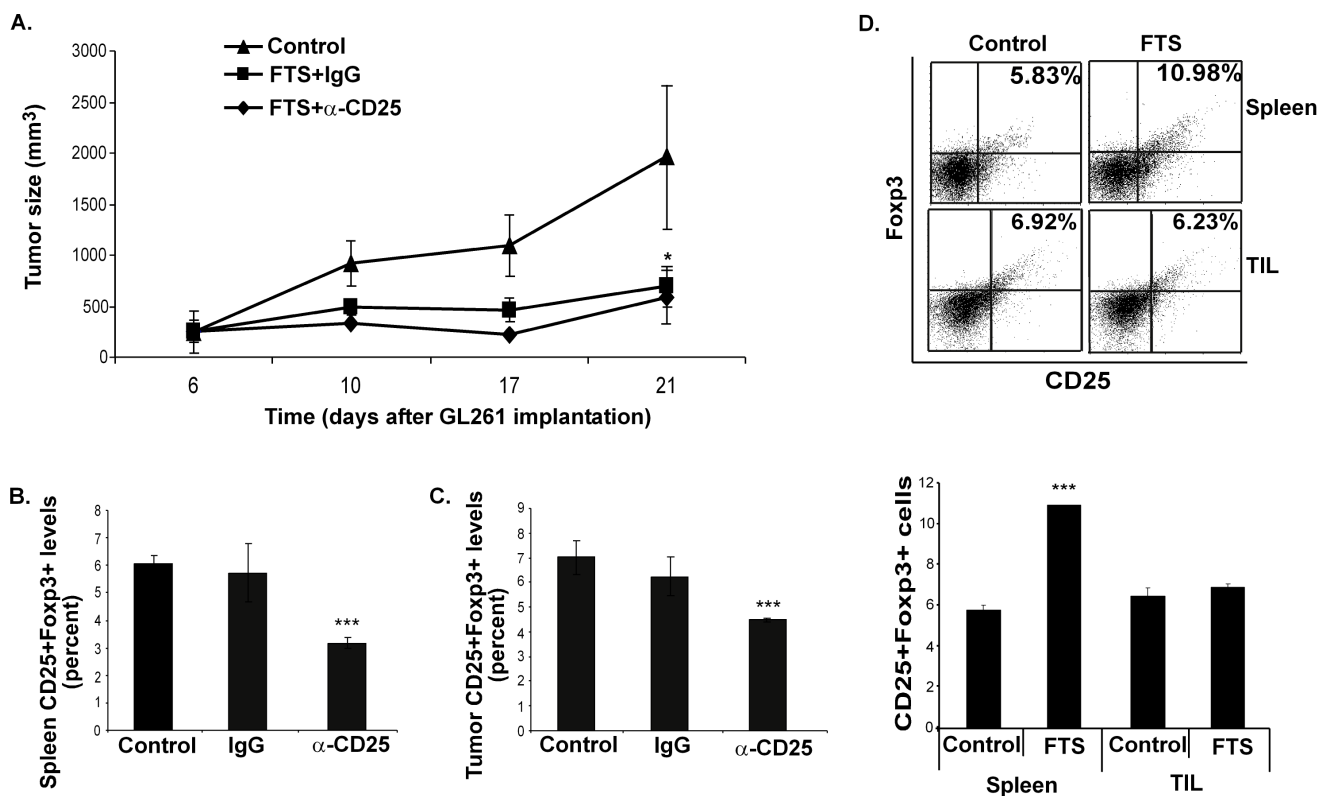 A.
Tumor size (mm3)
3000
2500
2000
1500
1000
500
0
Control
FTS+IgG
FTS+α-CD25
*
6 10 17 21
Time (days after GL261 implantation)
D.
Control FTS
5.83% 10.98%
Spleen
6.92% 6.23%
TIL
Foxp3
CD25
B.
Spleen CD25+Foxp3+ levels
(percent)
8
7
6
5
4
3
2
1
0
***
Control IgG α-CD25
C.
Tumor CD25+Foxp3+ levels
(percent)
9
8
7
6
5
4
3
2
1
0
***
Control IgG α-CD25
CD25+Foxp3+ cells
12
10
8
6
4
2
0
***
Control FTS Control FTS
Spleen TIL